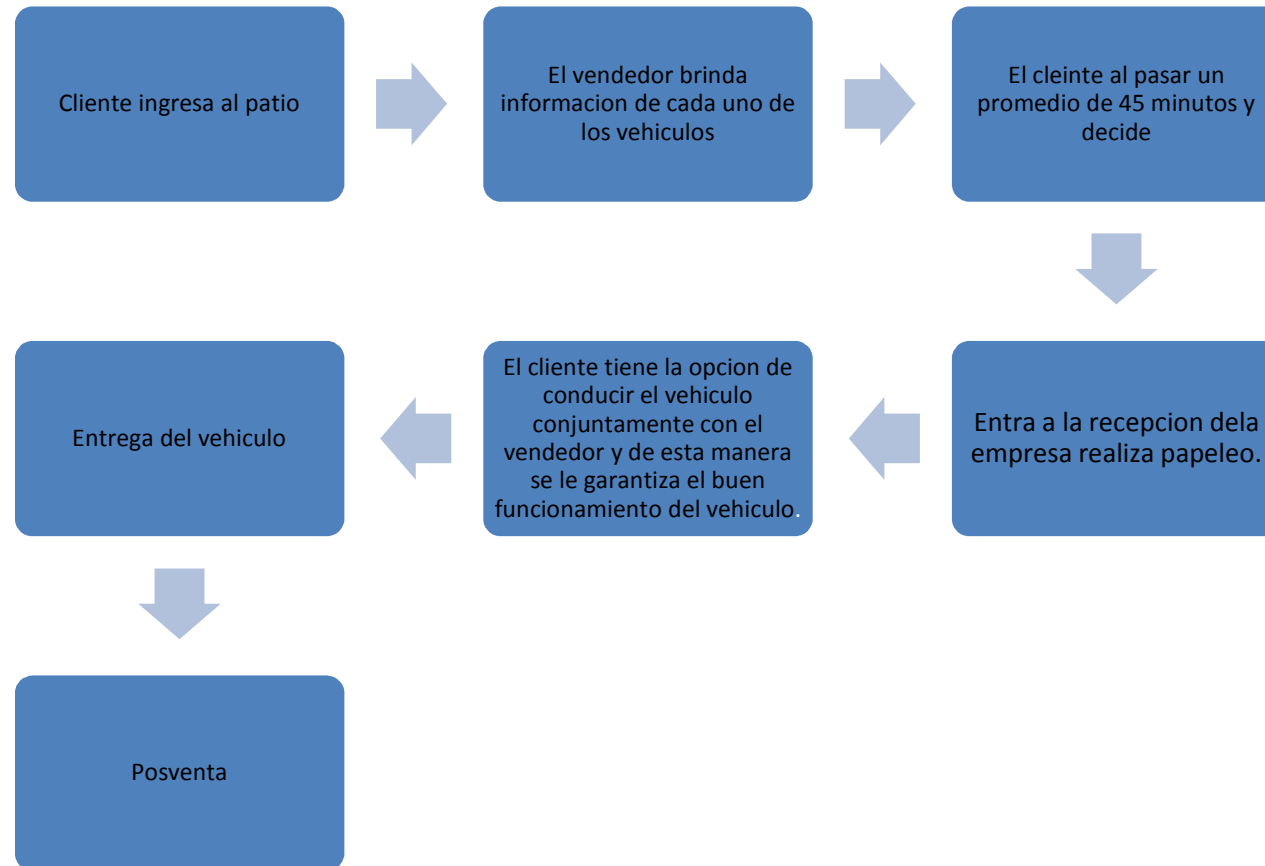 Cliente ingresa al patio
El vendedor brinda
informacion de cada uno de
los vehiculos
El cleinte al pasar un
promedio de 45 minutos y
decide
Entra a la recepcion dela
empresa realiza papeleo.
El cliente tiene la opcion de
conducir el vehiculo
conjuntamente con el
vendedor y de esta manera
se le garantiza el buen
funcionamiento del vehiculo.
Entrega del vehiculo
Posventa